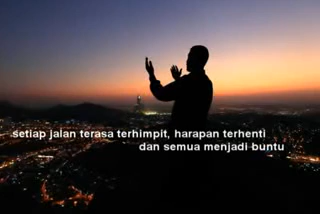 setiap jalan terasa terhimpit, harapan terhenti
dan semua menjadi buntu